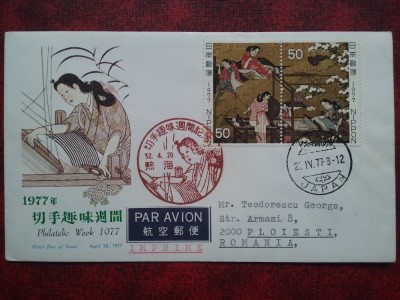 50
50
日本郵便
1977
NIPPON
日本郵便
1977
NIPPON
切手趣味週間記念
52. 4. 20
熱海
JAPAN
1977年
切手趣味週間
Philatelic Week 1977
First Day of Issue April 20, 1977
PAR AVION
航空郵便
IMPRIME
Mr. Teodorescu George,
Str. Armasi 8,
2000 PLOIESTI,
ROMANIA,